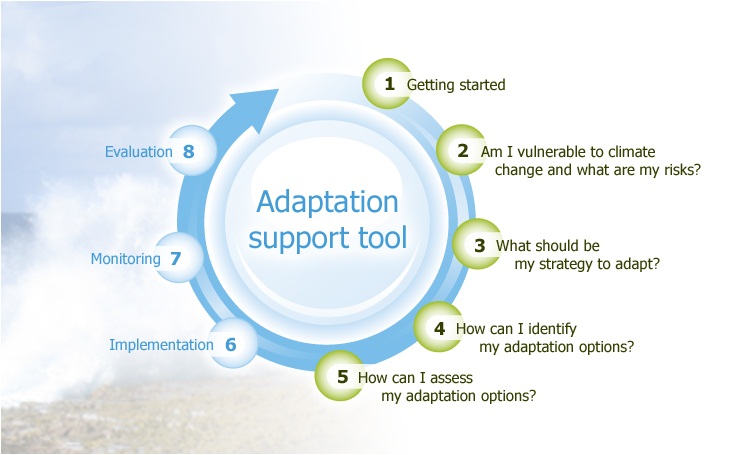 1 Getting started
2 Am I vulnerable to climate
change and what are my risks?
3 What should be
my strategy to adapt?
4 How can I identify
my adaptation options?
5 How can I assess
my adaptation options?
Implementation 6
Monitoring 7
Evaluation 8
Adaptation
support tool